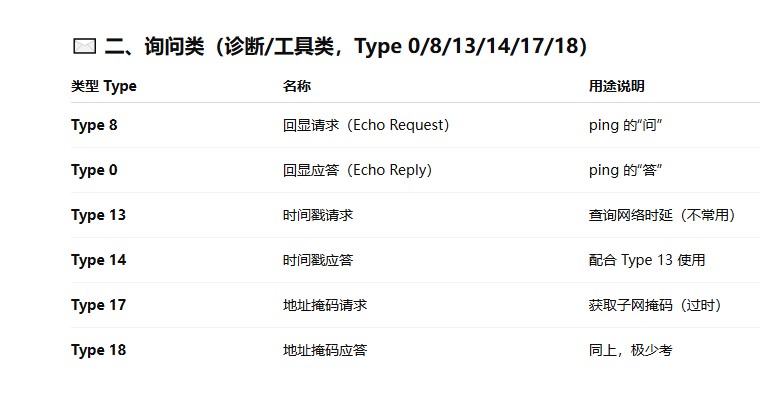 二、询问类（诊断/工具类，Type 0/8/13/14/17/18）
类型 Type 名称 用途说明
Type 8 回显请求（Echo Request） ping 的“问”
Type 0 回显应答（Echo Reply） ping 的“答”
Type 13 时间戳请求 查询网络时延（不常用）
Type 14 时间戳应答 配合 Type 13 使用
Type 17 地址掩码请求 获取子网掩码（过时）
Type 18 地址掩码应答 同上，极少考